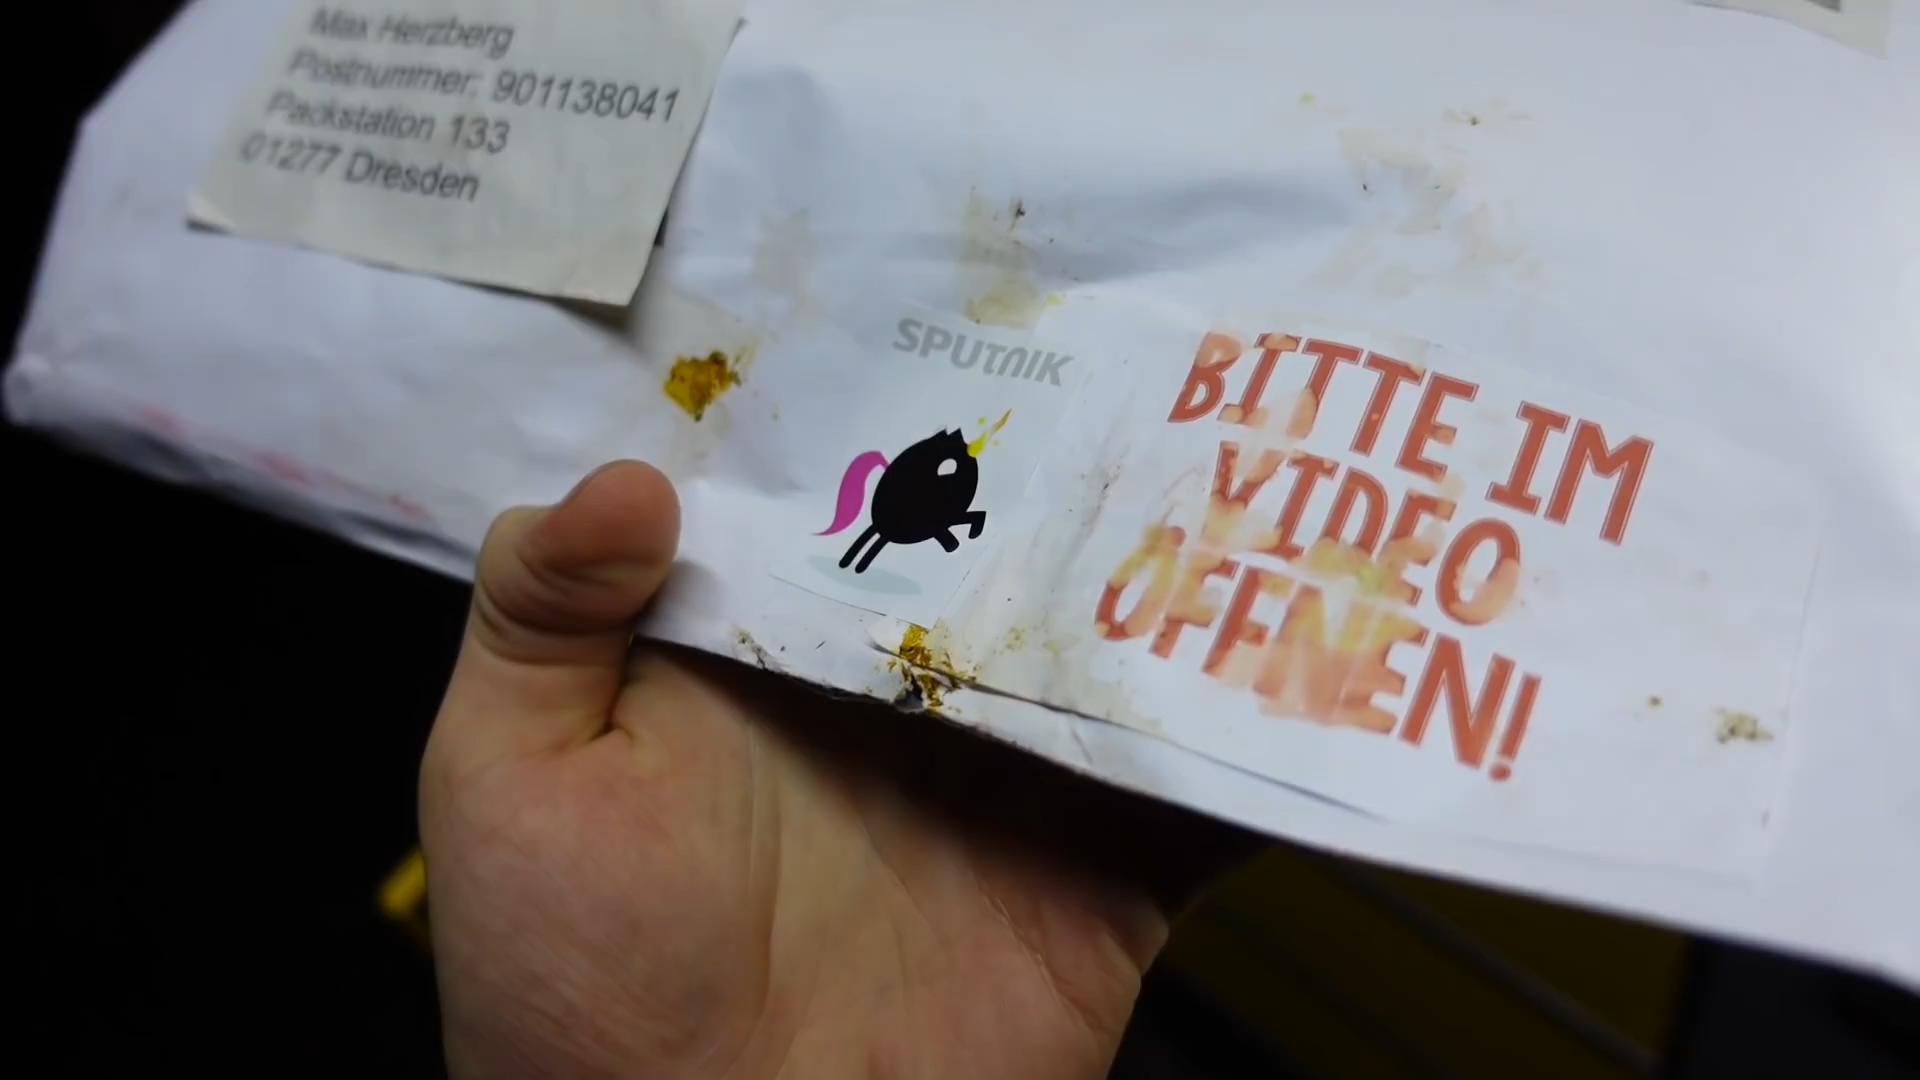 Max Herzberg
Postnummer: 901138041
Packstation 133
01277 Dresden
SPUTNIK
BITTE IM
VIDEO
ÖFFNEN!